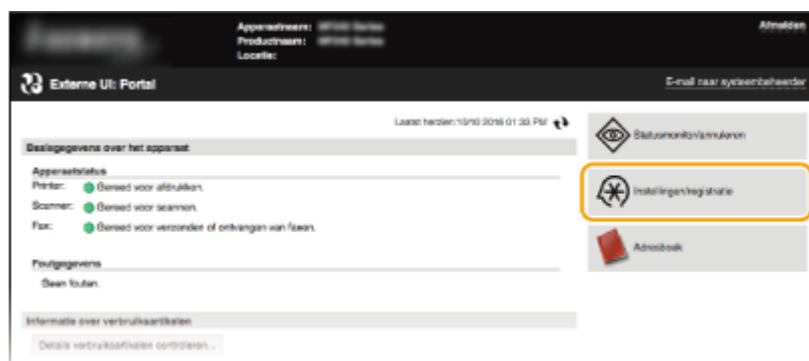 Apparaatnaam:
Productnaam:
Locatie:
Afmelden
Externe UI: Portal
E-mail naar systeembeheerder
Laatst herzien:13/10 2016 01:33 PM
Basisgegevens over het apparaat
Apparaatstatus
Printer: Gereed voor afdrukken.
Scanner: Gereed voor scannen.
Fax: Gereed voor verzenden of ontvangen van faxen.
Foutgegevens
Geen fouten.
Informatie over verbruiksartikelen
Details verbruiksartikelen controleren...
Statusmonitor/annuleren
Instellingen/registratie
Adresboek